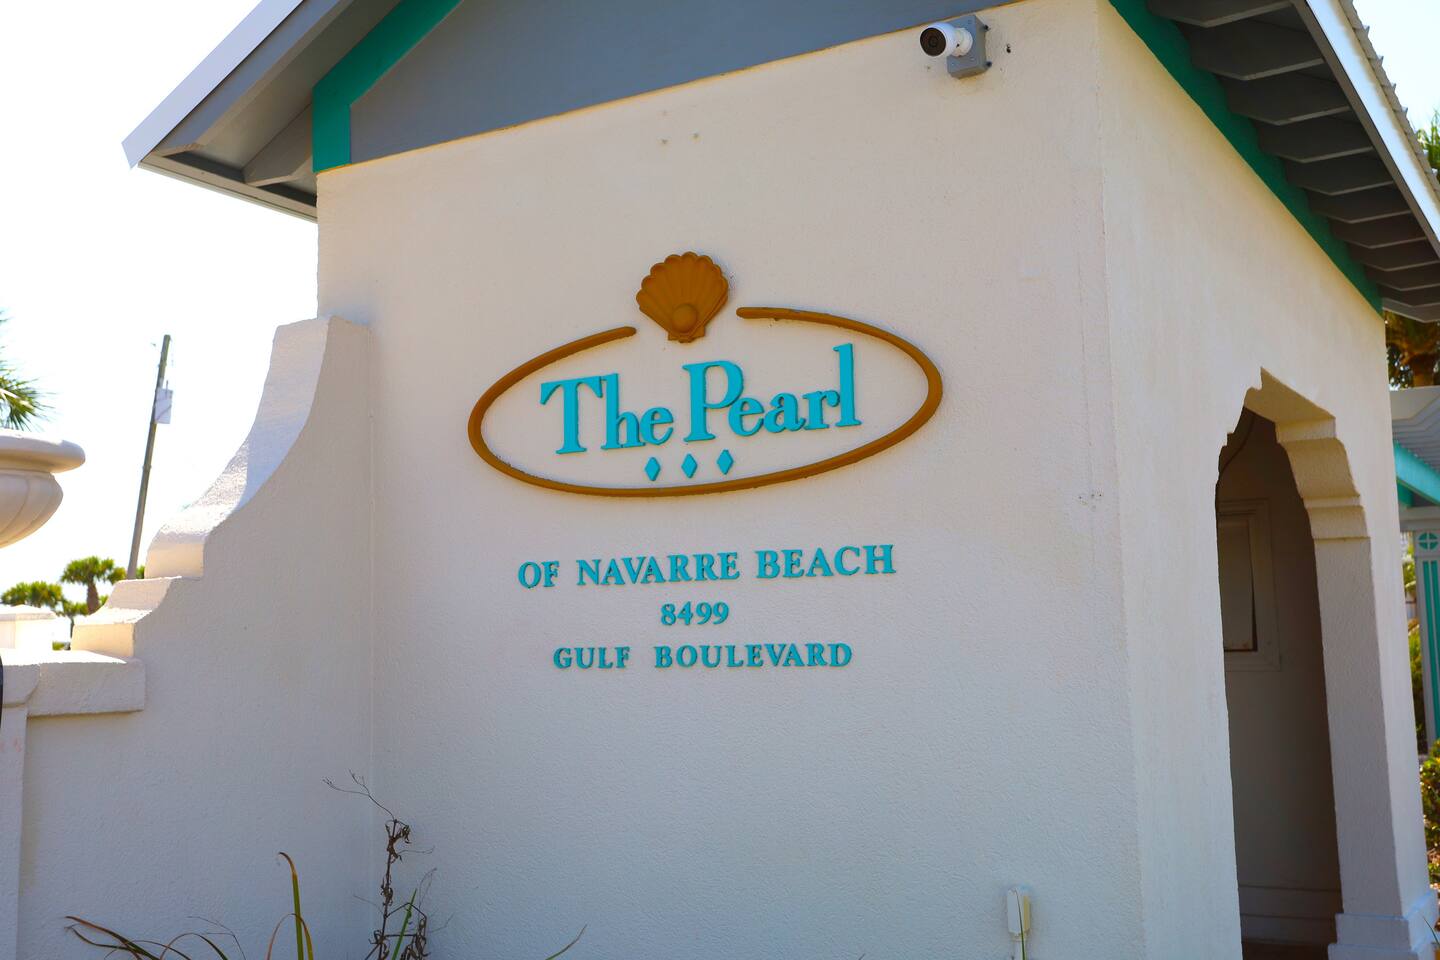 The Pearl
OF NAVARRE BEACH
8499
GULF BOULEVARD